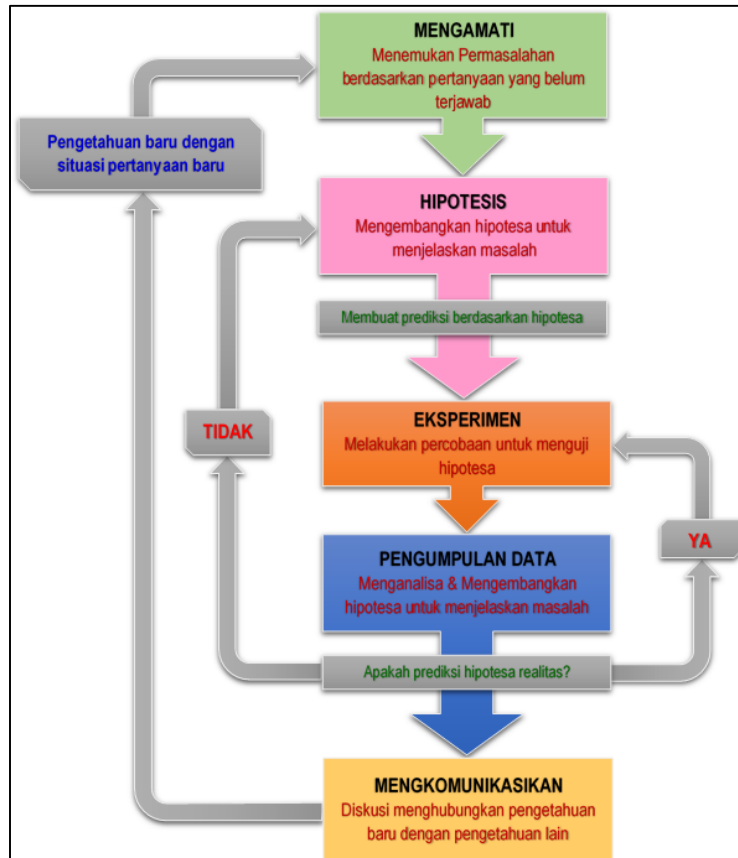 MENGAMATI
Menemukan Permasalahan
berdasarkan pertanyaan yang belum
terjawab
Pengetahuan baru dengan
situasi pertanyaan baru
HIPOTESIS
Mengembangkan hipotesa untuk
menjelaskan masalah
Membuat prediksi berdasarkan hipotesa
EKSPERIMEN
Melakukan percobaan untuk menguji
hipotesa
TIDAK
YA
PENGUMPULAN DATA
Menganalisa & Mengembangkan
hipotesa untuk menjelaskan masalah
Apakah prediksi hipotesa realitas?
MENGKOMUNIKASIKAN
Diskusi menghubungkan pengetahuan
baru dengan pengetahuan lain